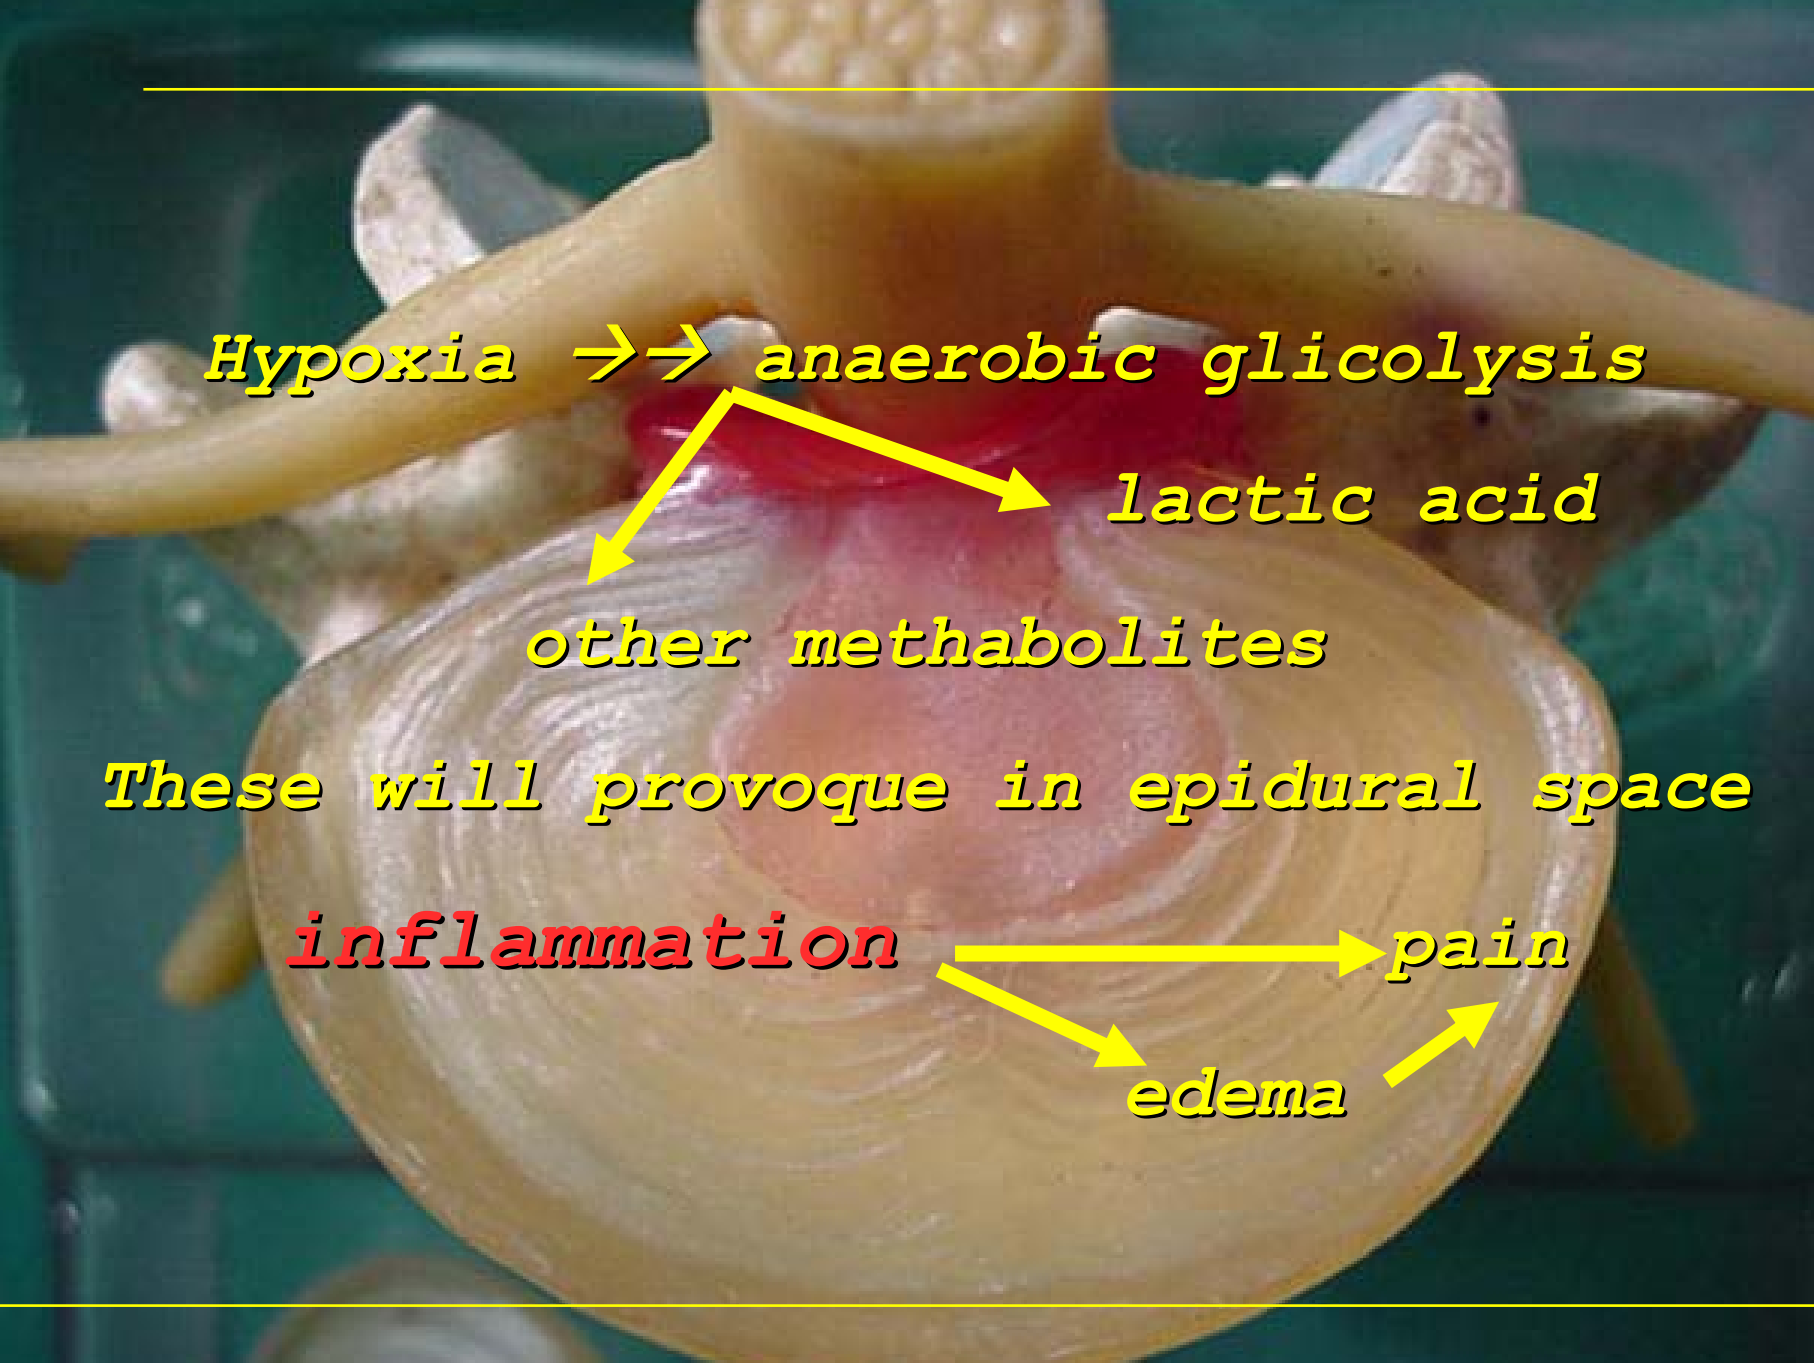 Hypoxia →→ anaerobic glicolysis
lactic acid
other methabolites
These will provoque in epidural space
inflammation pain
edema